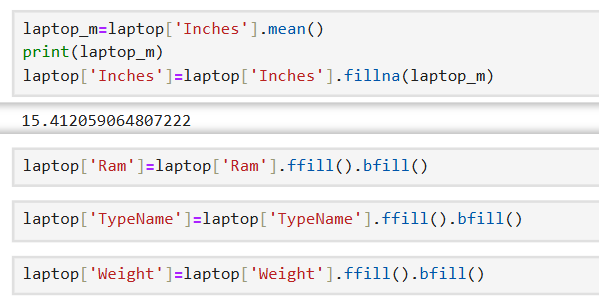 laptop_m=laptop['Inches'].mean()
print(laptop_m)
laptop['Inches']=laptop['Inches'].fillna(laptop_m)
15.412059064807222
laptop['Ram']=laptop['Ram'].ffill().bfill()
laptop['TypeName']=laptop['TypeName'].ffill().bfill()
laptop['Weight']=laptop['Weight'].ffill().bfill()